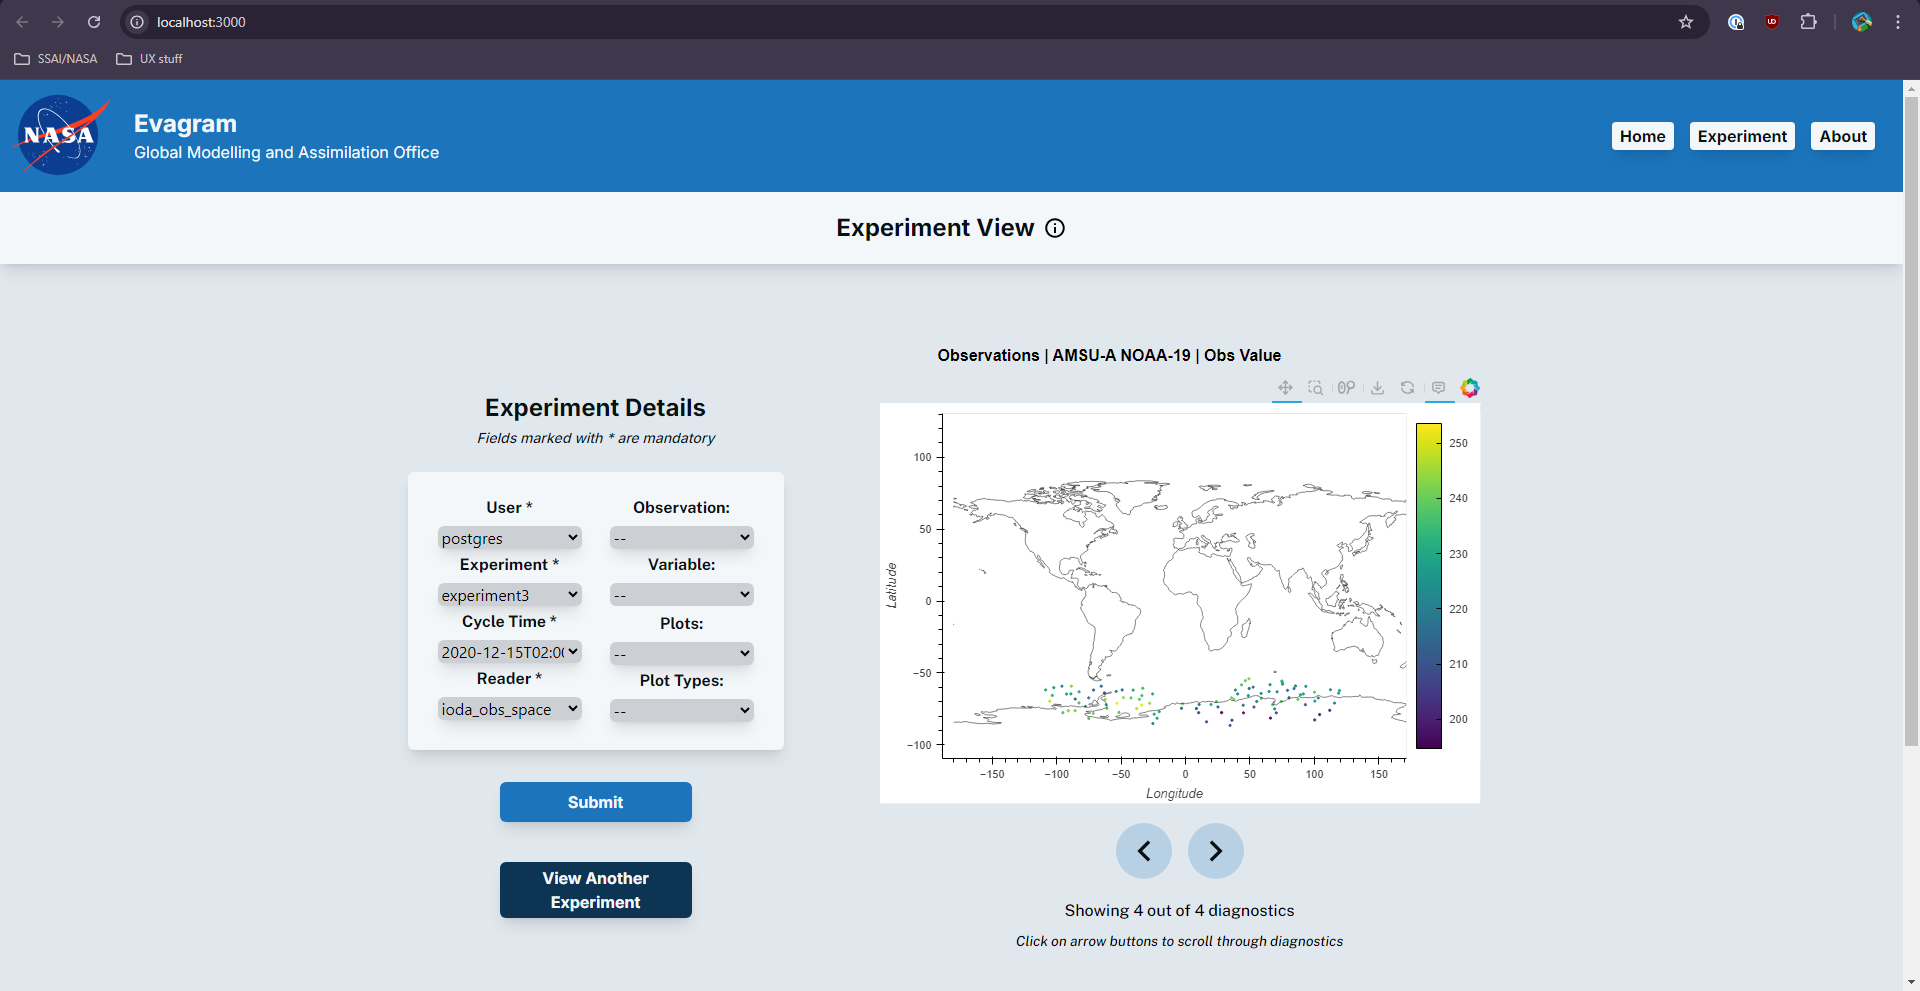 localhost:3000
SSAI/NASA
UX stuff
NASA
Evagram
Global Modelling and Assimilation Office
Home
Experiment
About
Experiment View
Experiment Details
Fields marked with * are mandatory
User *
postgres
Experiment *
experiment3
Cycle Time *
2020-12-15T02:00
Reader *
ioda_obs_space
Observation:
--
Variable:
--
Plots:
--
Plot Types:
--
Submit
View Another
Experiment
Observations | AMSU-A NOAA-19 | Obs Value
100
50
0
−50
−100
Latitude
−150
−100
−50
0
50
100
150
Longitude
250
240
230
220
210
200
Showing 4 out of 4 diagnostics
Click on arrow buttons to scroll through diagnostics